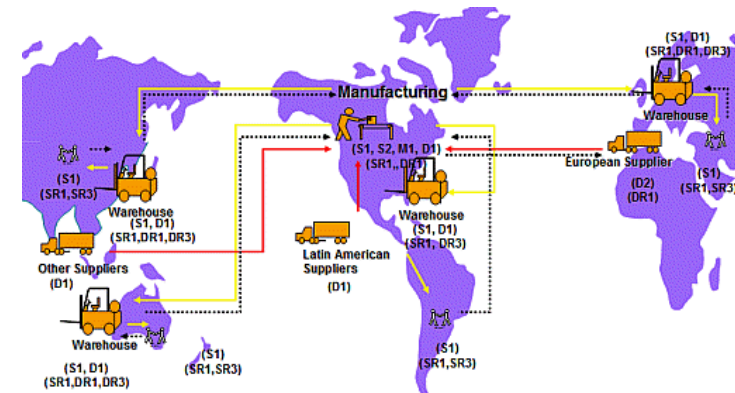 (S1, D1)
(SR1,DR1,DR3)
Manufacturing
Warehouse
(S1, S2, M1, D1)
(SR1,,DR1)
European Supplier
(S1)
(SR1,SR3)
(D2)
(DR1)
(S1)
(SR1,SR3)
Warehouse
(S1, D1)
(SR1,DR1,DR3)
Warehouse
(S1, D1)
(SR1, DR3)
Other Suppliers
(D1)
Latin American
Suppliers
(D1)
Warehouse
(S1, D1)
(SR1,DR1,DR3)
(S1)
(SR1,SR3)
(S1)
(SR1,SR3)